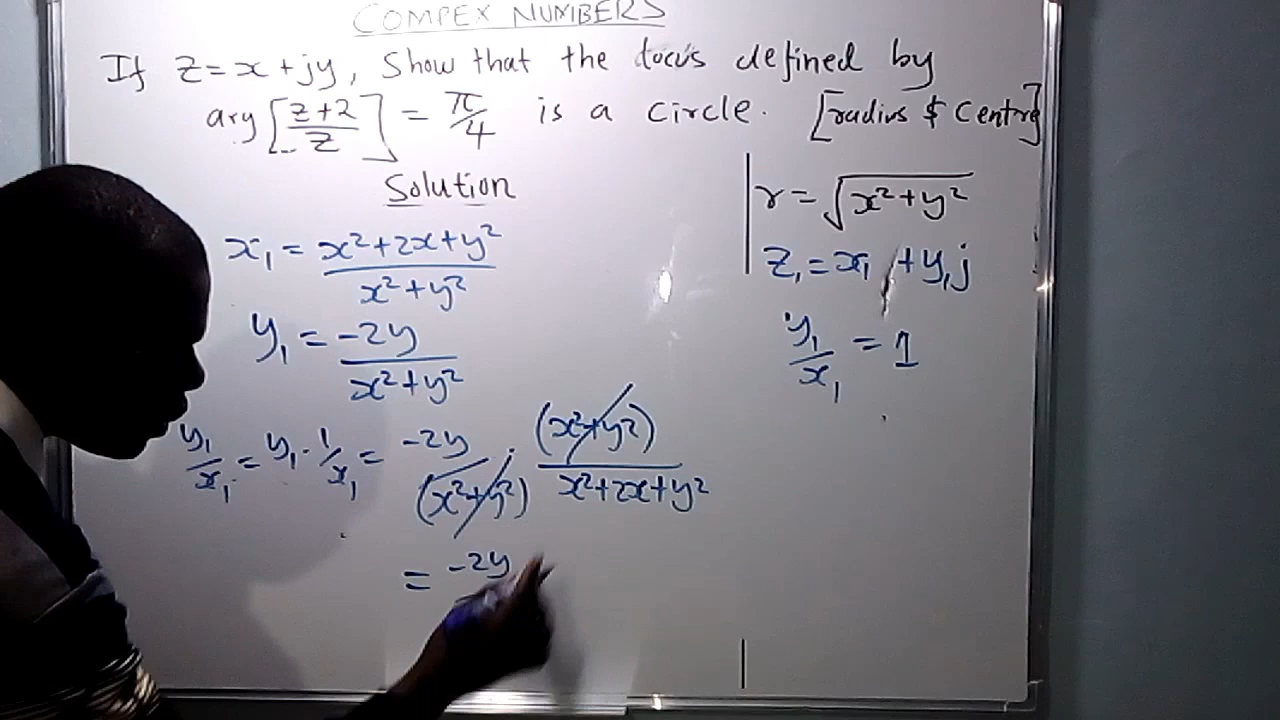 COMPEX NUMBERS
If z = x + jy, Show that the locus defined by
arg [z+2/z] = π/4 is a circle. [radius & Centre]
Solution
x₁ = x²+2x+y² / x²+y²
y₁ = -2y / x²+y²
y₁/x₁ = y₁ · 1/x₁ = -2y / (x²+y²) · (x²+y²) / x²+2x+y²
= -2y
r = √x²+y²
z₁ = x₁ + y₁j
y₁/x₁ = 1